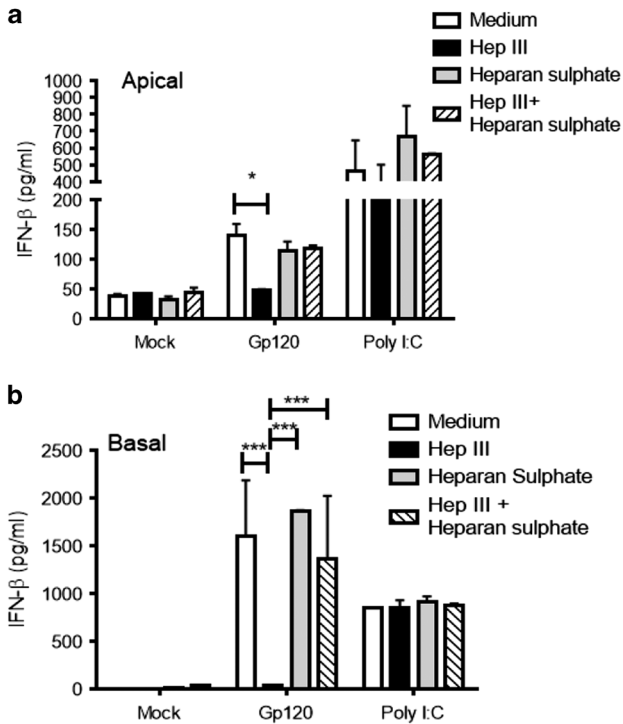 a
Apical
Medium
Hep III
Heparan sulphate
Hep III+
Heparan sulphate
IFN-β (pg/ml)
1000
900
800
700
600
500
400
200
150
100
50
0
*
Mock Gp120 Poly I:C
b
Basal
Medium
Hep III
Heparan Sulphate
Hep III +
Heparan sulphate
IFN-β (pg/ml)
2500
2000
1500
1000
500
0
***
***
***
Mock Gp120 Poly I:C